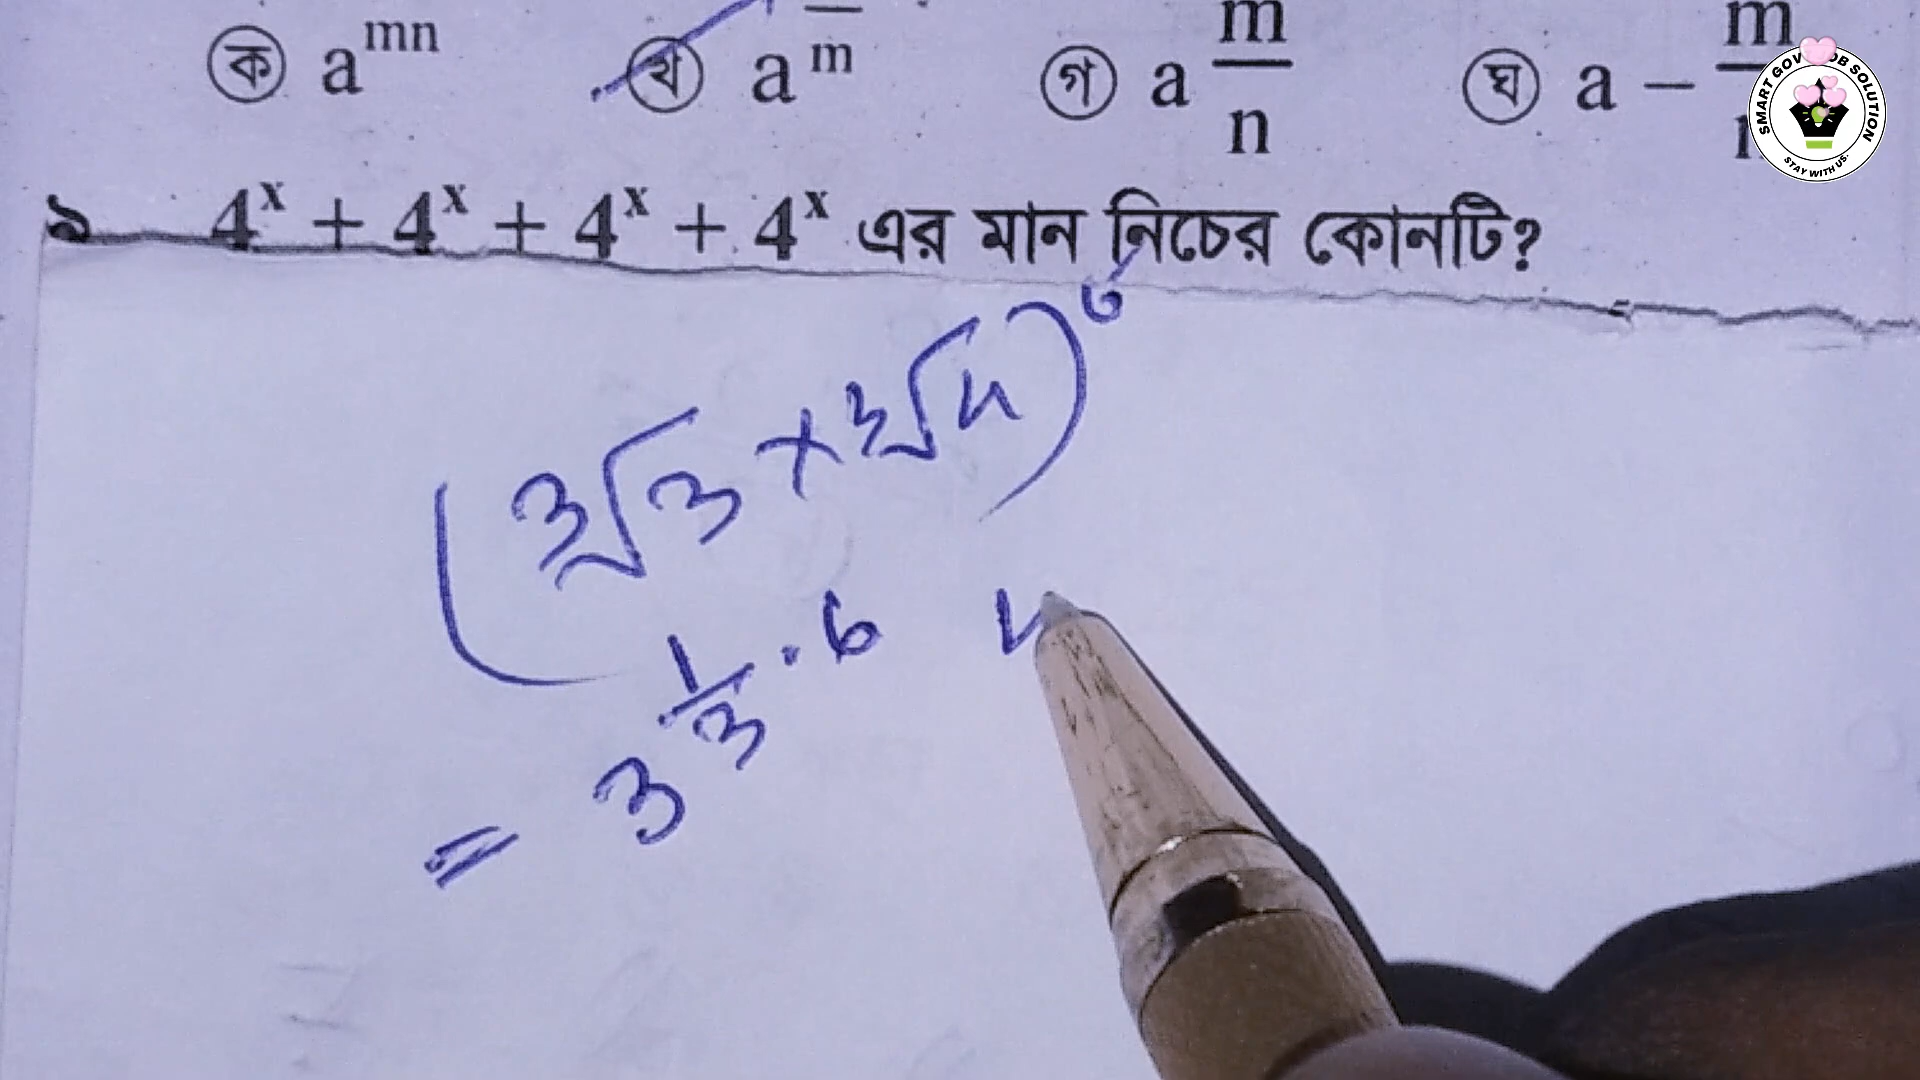 ক a^mn খ a^—/m গ a m/n ঘ a – m/
৯ 4^x + 4^x + 4^x + 4^x এর মান নিচের কোনটি?
(∛3 × ∛4)^6
= 3^(1/3 · 6) 4
SMART GOV JOB SOLUTION
STAY WITH US.